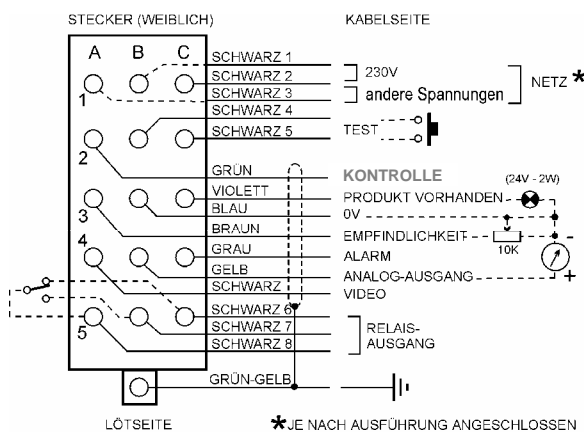 STECKER (WEIBLICH) KABELSEITE
A B C
SCHWARZ 1
SCHWARZ 2 230V
1 SCHWARZ 3 andere Spannungen NETZ *
SCHWARZ 4
SCHWARZ 5 TEST
2
GRÜN KONTROLLE (24V - 2W)
VIOLETT PRODUKT VORHANDEN
3 BLAU 0V
BRAUN EMPFINDLICHKEIT 10K -
4 GRAU ALARM
GELB ANALOG-AUSGANG +
SCHWARZ VIDEO
SCHWARZ 6
5 SCHWARZ 7 RELAIS-
SCHWARZ 8 AUSGANG
GRÜN-GELB
LÖTSEITE *JE NACH AUSFÜHRUNG ANGESCHLOSSEN